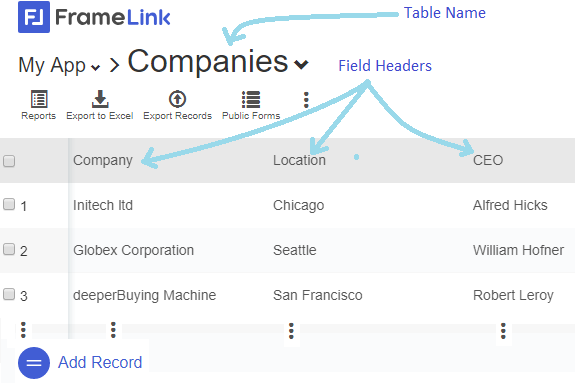 FrameLink
Table Name
My App > Companies
Field Headers
Reports Export to Excel Export Records Public Forms
Company Location CEO
1 Initech ltd Chicago Alfred Hicks
2 Globex Corporation Seattle William Hofner
3 deeperBuying Machine San Francisco Robert Leroy
Add Record